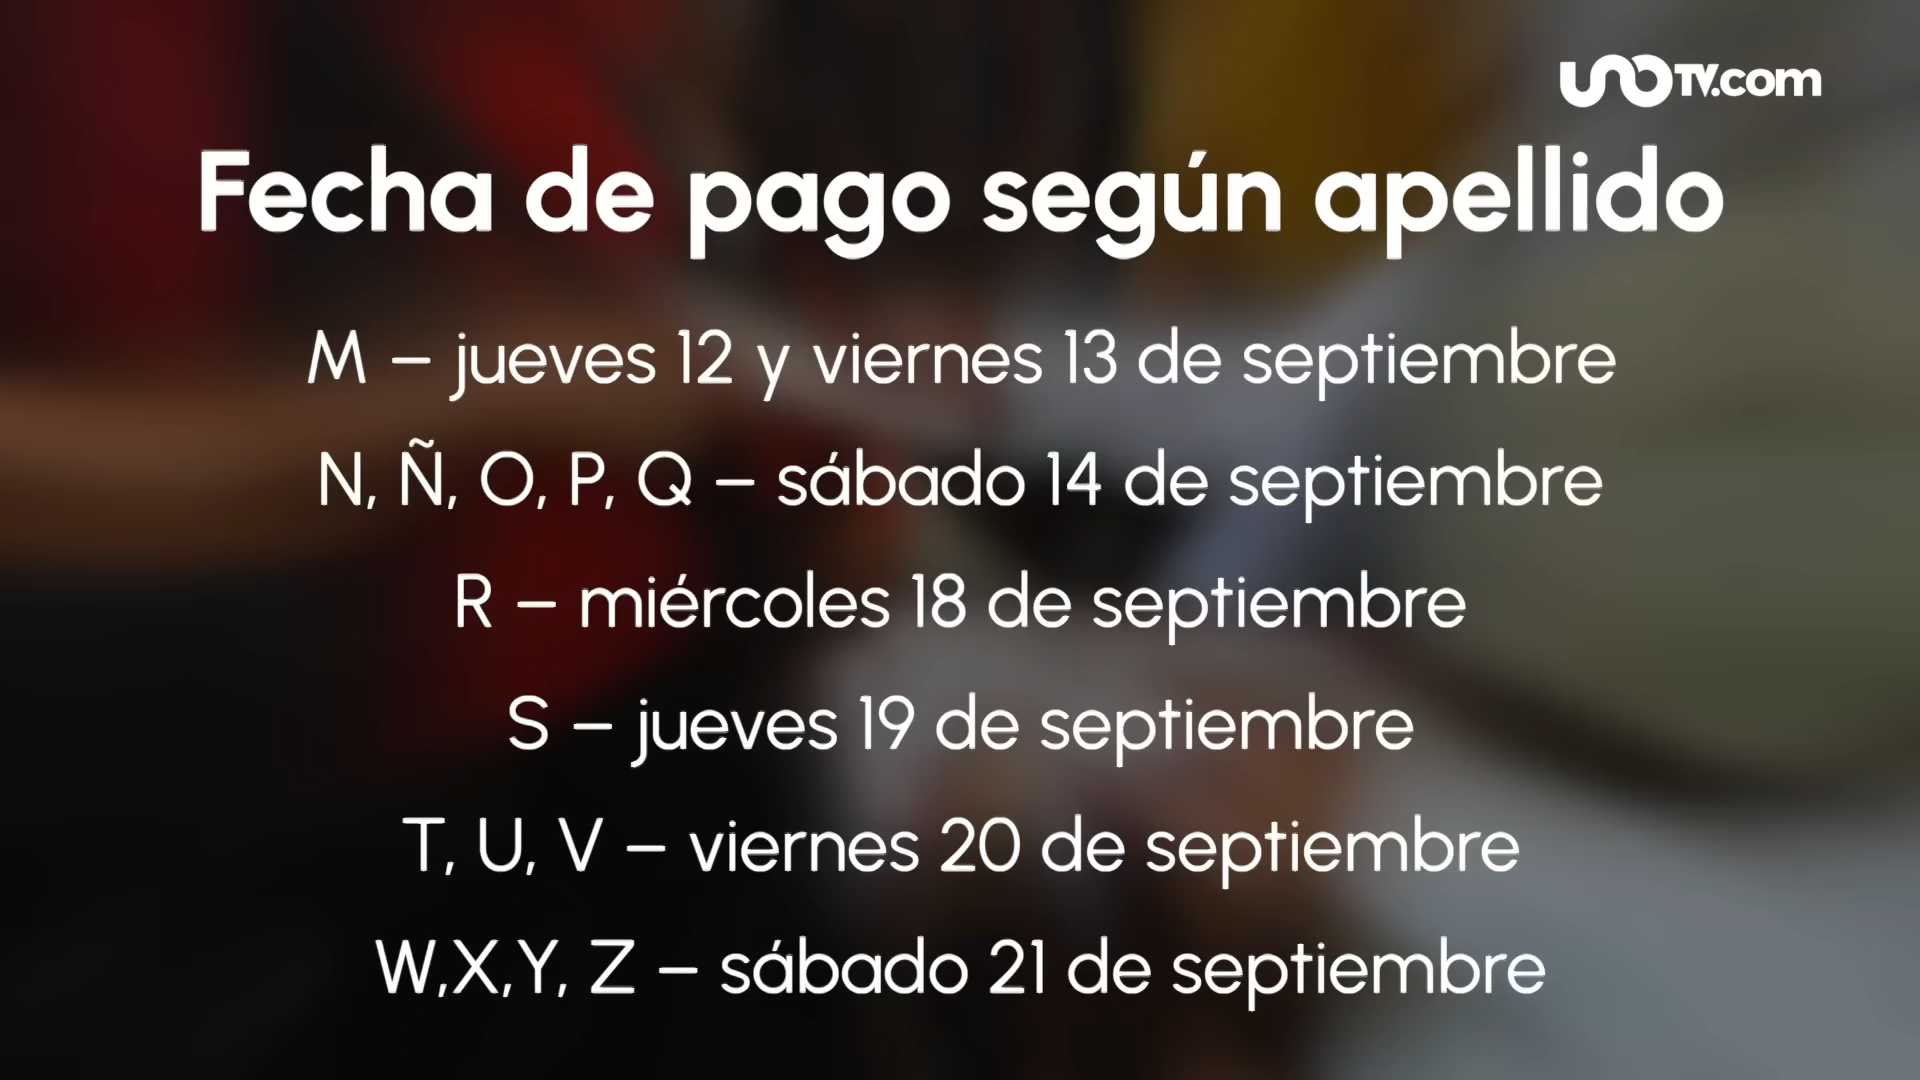 UNOTV.com
Fecha de pago según apellido
M – jueves 12 y viernes 13 de septiembre
N, Ñ, O, P, Q – sábado 14 de septiembre
R – miércoles 18 de septiembre
S – jueves 19 de septiembre
T, U, V – viernes 20 de septiembre
W,X,Y, Z – sábado 21 de septiembre